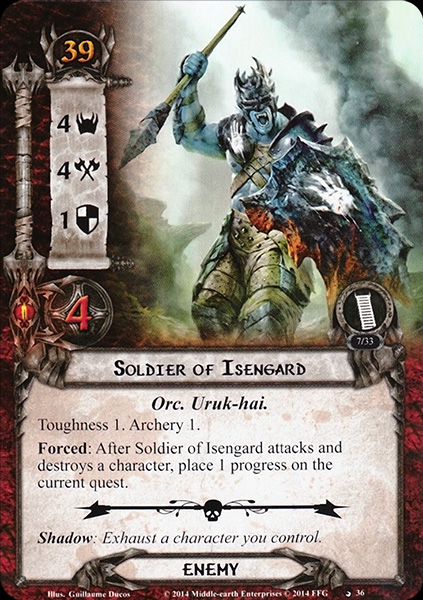 39
4
4
1
4
7/33
SOLDIER OF ISENGARD
Orc. Uruk-hai.
Toughness 1. Archery 1.
Forced: After Soldier of Isengard attacks and
destroys a character, place 1 progress on the
current quest.
Shadow: Exhaust a character you control.
ENEMY
Illus. Guillaume Ducos © 2014 Middle-earth Enterprises © 2014 FFG 36